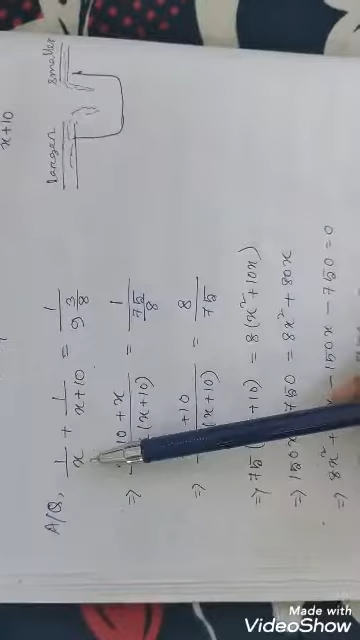 x+10
larger smaller
A/Q, 1/x + 1/x+10 = 1/9 3/8
=> 10+x/(x+10) = 1/75/8
=> +10/(x+10) = 8/75
=> 75( +10) = 8(x²+10x)
=> 150x 750 = 8x²+80x
=> 8x²+ - 150x - 750 = 0
Made with
VideoShow